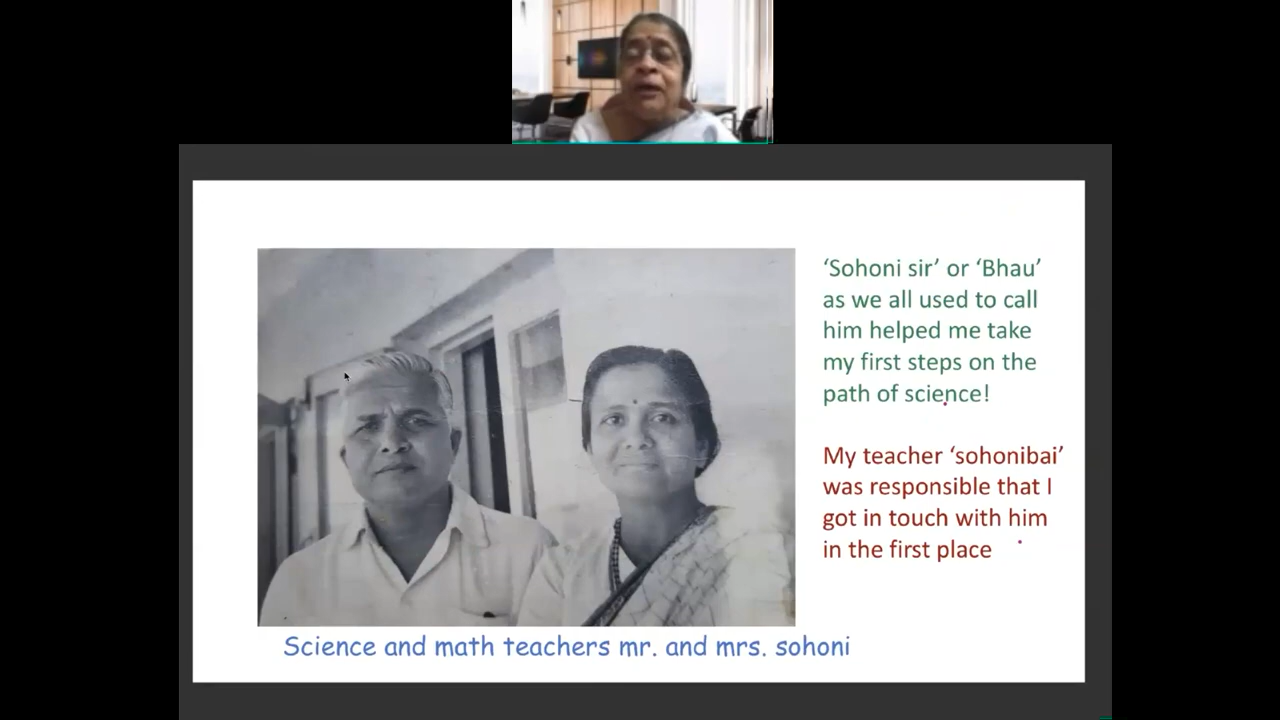 ‘Sohoni sir’ or ‘Bhau’
as we all used to call
him helped me take
my first steps on the
path of science!
My teacher ‘sohonibai’
was responsible that I
got in touch with him
in the first place
Science and math teachers mr. and mrs. sohoni